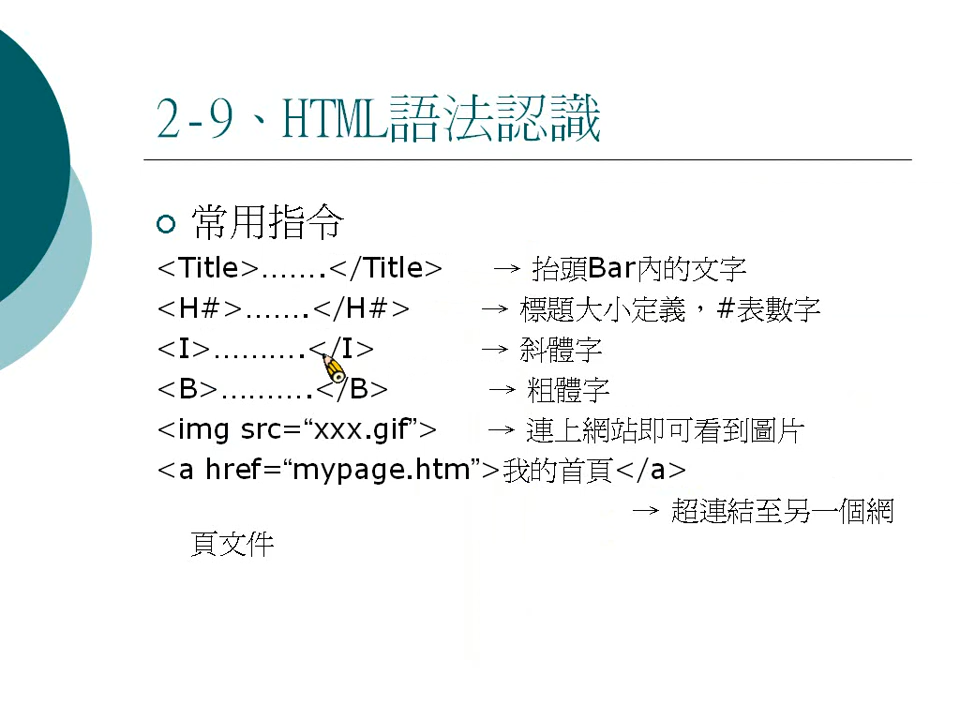 2-9、HTML語法認識
常用指令
<Title>…….</Title> → 抬頭Bar內的文字
<H#>…….</H#> → 標題大小定義，#表數字
<I>……….</I> → 斜體字
<B>……….</B> → 粗體字
<img src=“xxx.gif”> → 連上網站即可看到圖片
<a href=“mypage.htm”>我的首頁</a>
→ 超連結至另一個網
頁文件